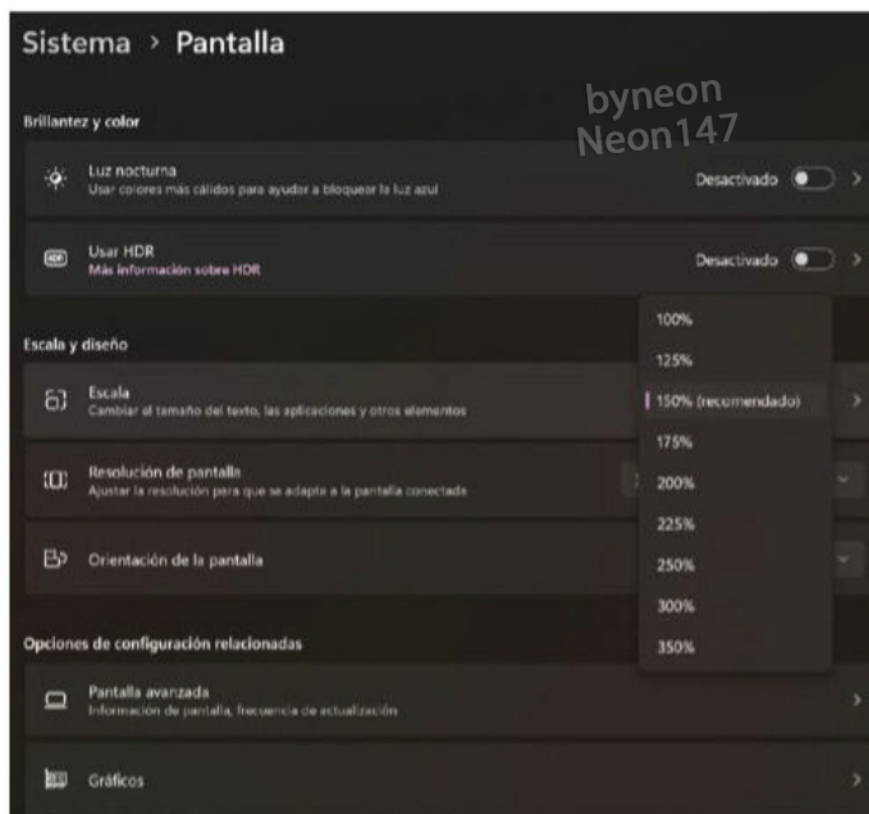 Sistema > Pantalla
byneon
Neon147
Brillantez y color
Luz nocturna
Usar colores más cálidos para ayudar a bloquear la luz azul
Desactivado
HDR
Usar HDR
Más información sobre HDR
Desactivado
Escala y diseño
Escala
Cambiar el tamaño del texto, las aplicaciones y otros elementos
100%
125%
150% (recomendado)
175%
200%
225%
250%
300%
350%
Resolución de pantalla
Ajustar la resolución para que se adapte a la pantalla conectada
Orientación de la pantalla
Opciones de configuración relacionadas
Pantalla avanzada
Información de pantalla, frecuencia de actualización
Gráficos